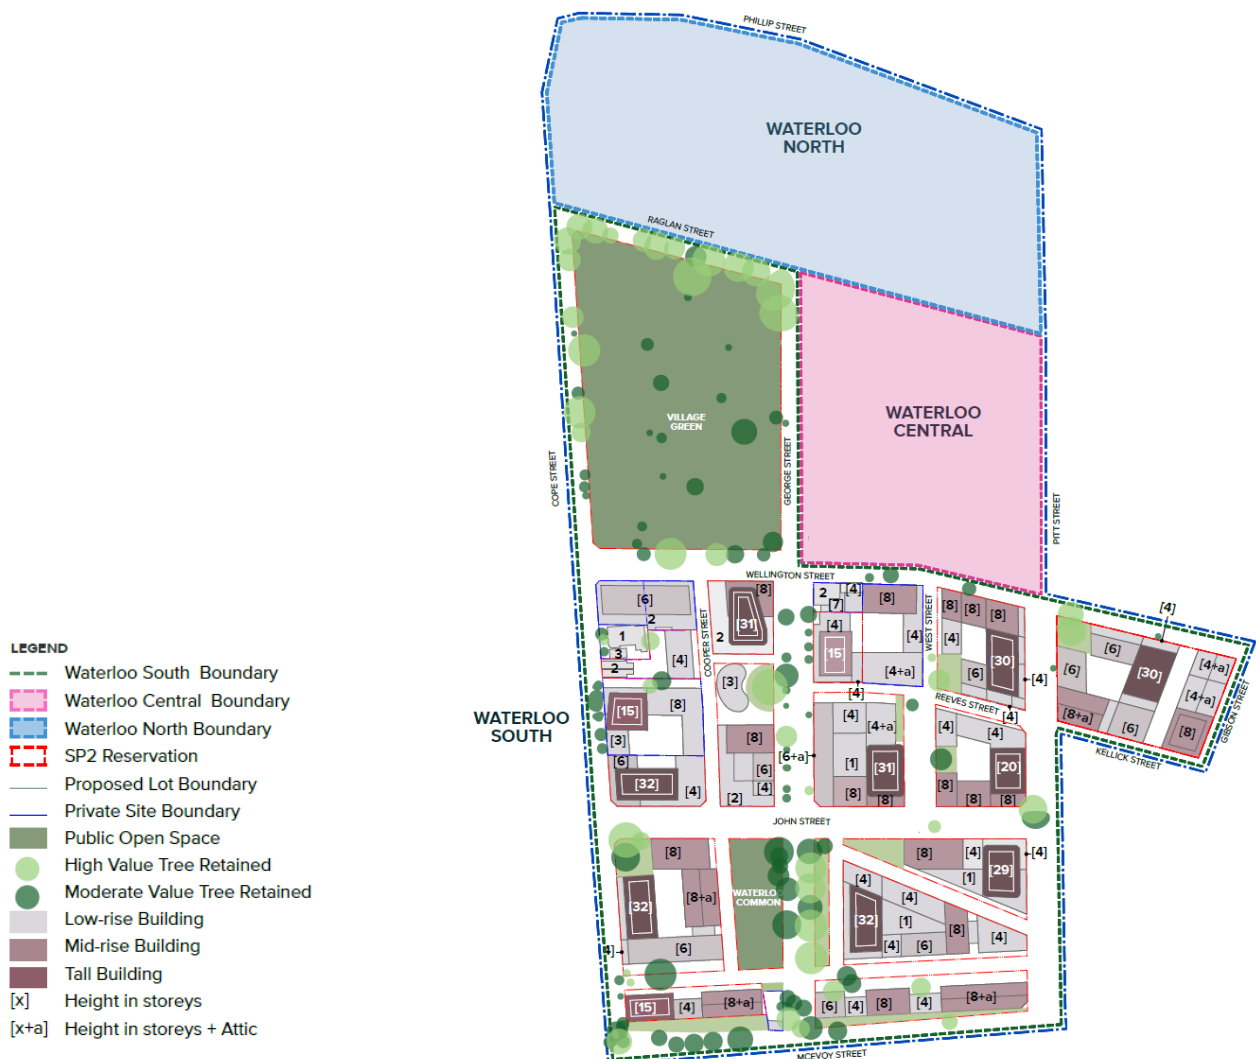 PHILLIP STREET
WATERLOO
NORTH
RAGLAN STREET
VILLAGE
GREEN
WATERLOO
CENTRAL
COPE STREET
GEORGE STREET
PITT STREET
WELLINGTON STREET
[6]
2
1
3
2
[4]
COOPER STREET
[8]
[31]
2
2
[4]
[7]
[8]
[4]
[15]
[4]
[4+a]
[4]
WEST STREET
[8]
[8]
[8]
[4]
[30]
[6]
[4]
[4]
REEVES STREET
[4]
[6]
[6]
[30]
[4+a]
[4+a]
[8+a]
[6]
[8]
GIBSON STREET
KELLICK STREET
WATERLOO
SOUTH
[15]
[8]
[3]
[6]
[32]
[4]
[3]
[8]
[6]
[4]
[2]
[6+a]
[4]
[4+a]
[1]
[31]
[8]
[8]
[4]
[4]
[20]
[8]
[8]
JOHN STREET
[8]
[32]
[8+a]
[6]
4]
WATERLO
COMMON
[8]
[4]
[29]
[4]
[1]
[4]
[4]
[32]
[1]
[8]
[4]
[4]
[6]
[15]
[4]
[8+a]
[6]
[4]
[8]
[4]
[8+a]
MCEVOY STREET
LEGEND
Waterloo South Boundary
Waterloo Central Boundary
Waterloo North Boundary
SP2 Reservation
Proposed Lot Boundary
Private Site Boundary
Public Open Space
High Value Tree Retained
Moderate Value Tree Retained
Low-rise Building
Mid-rise Building
Tall Building
[x] Height in storeys
[x+a] Height in storeys + Attic